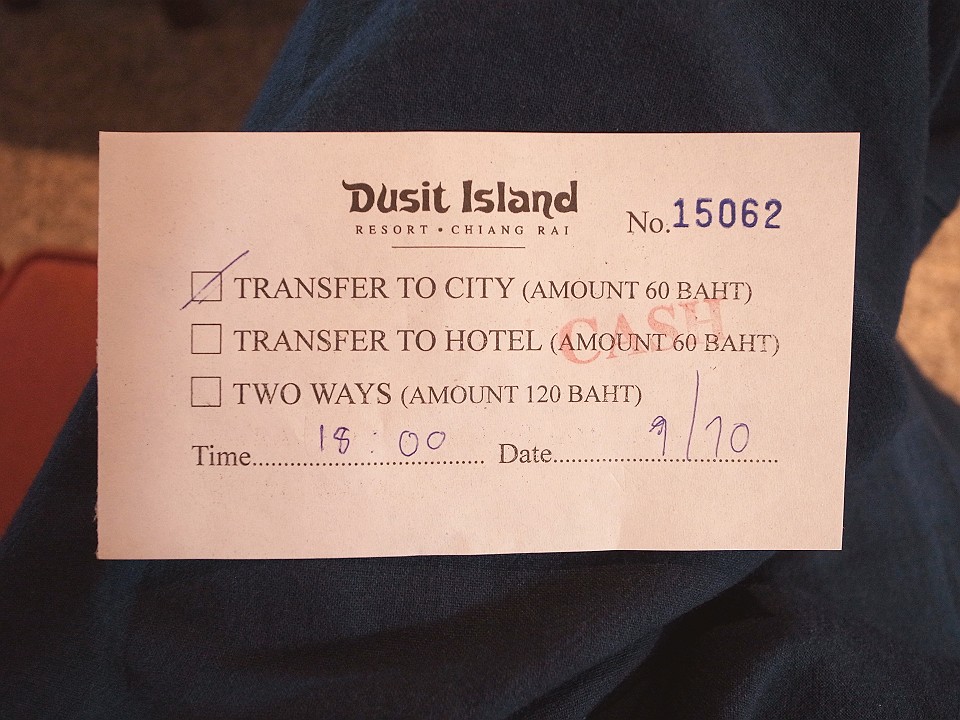 Dusit Island
RESORT • CHIANG RAI
No.15062
TRANSFER TO CITY (AMOUNT 60 BAHT)
TRANSFER TO HOTEL (AMOUNT 60 BAHT)
CASH
TWO WAYS (AMOUNT 120 BAHT)
Time.......18:00....... Date.......9/10.......